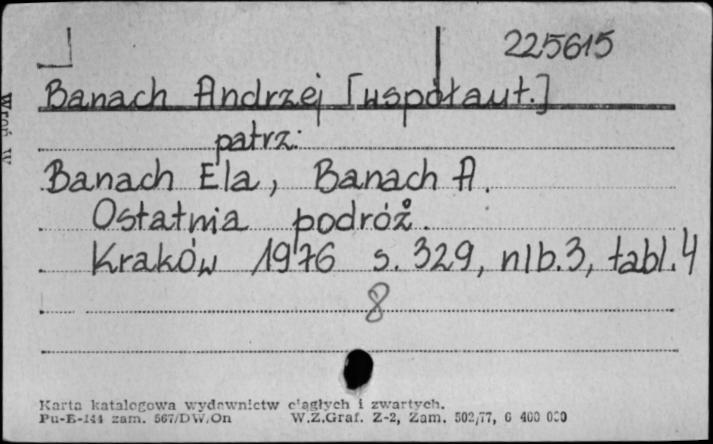 225615
Banach Andrzej [współaut.]
patrz:
Banach Ela, Banach A.
Ostatnia podróż.
Kraków 1976 s. 329, nlb.3, tabl.4
8
Karta katalogowa wydawnictw ciągłych i zwartych.
Pu-E-144 zam. 567/DW/On W.Z.Graf. Z-2, Zam. 502/77, 6 400 000